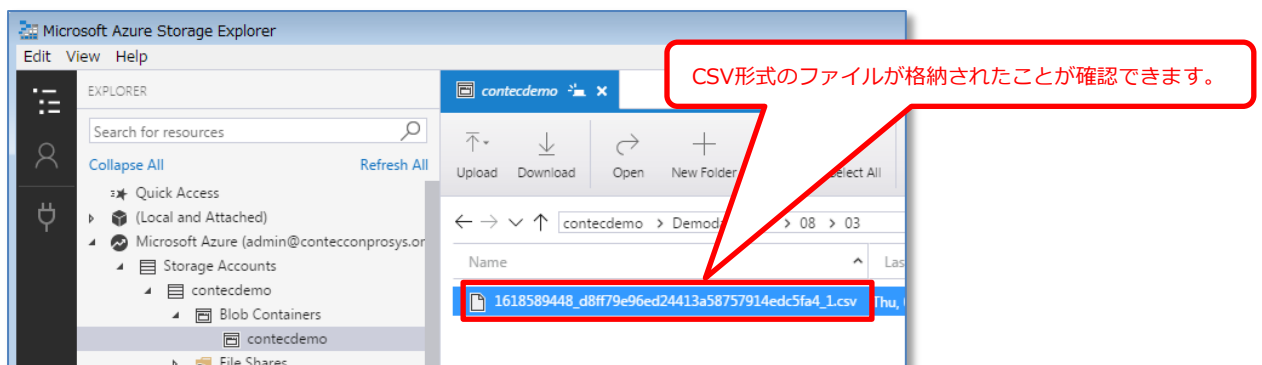 Microsoft Azure Storage Explorer
Edit View Help
CSV形式のファイルが格納されたことが確認できます。
EXPLORER
contecdemo
Search for resources
Collapse All
Refresh All
Upload
Download
Open
New Folder
Select All
Quick Access
(Local and Attached)
Microsoft Azure (admin@contecconprosys.or
Storage Accounts
contecdemo
Blob Containers
contecdemo
File Shares
contecdemo > Demoda > 08 > 03
Name
Las
1618589448_d8ff79e96ed24413a58757914edc5fa4_1.csv
Thu,